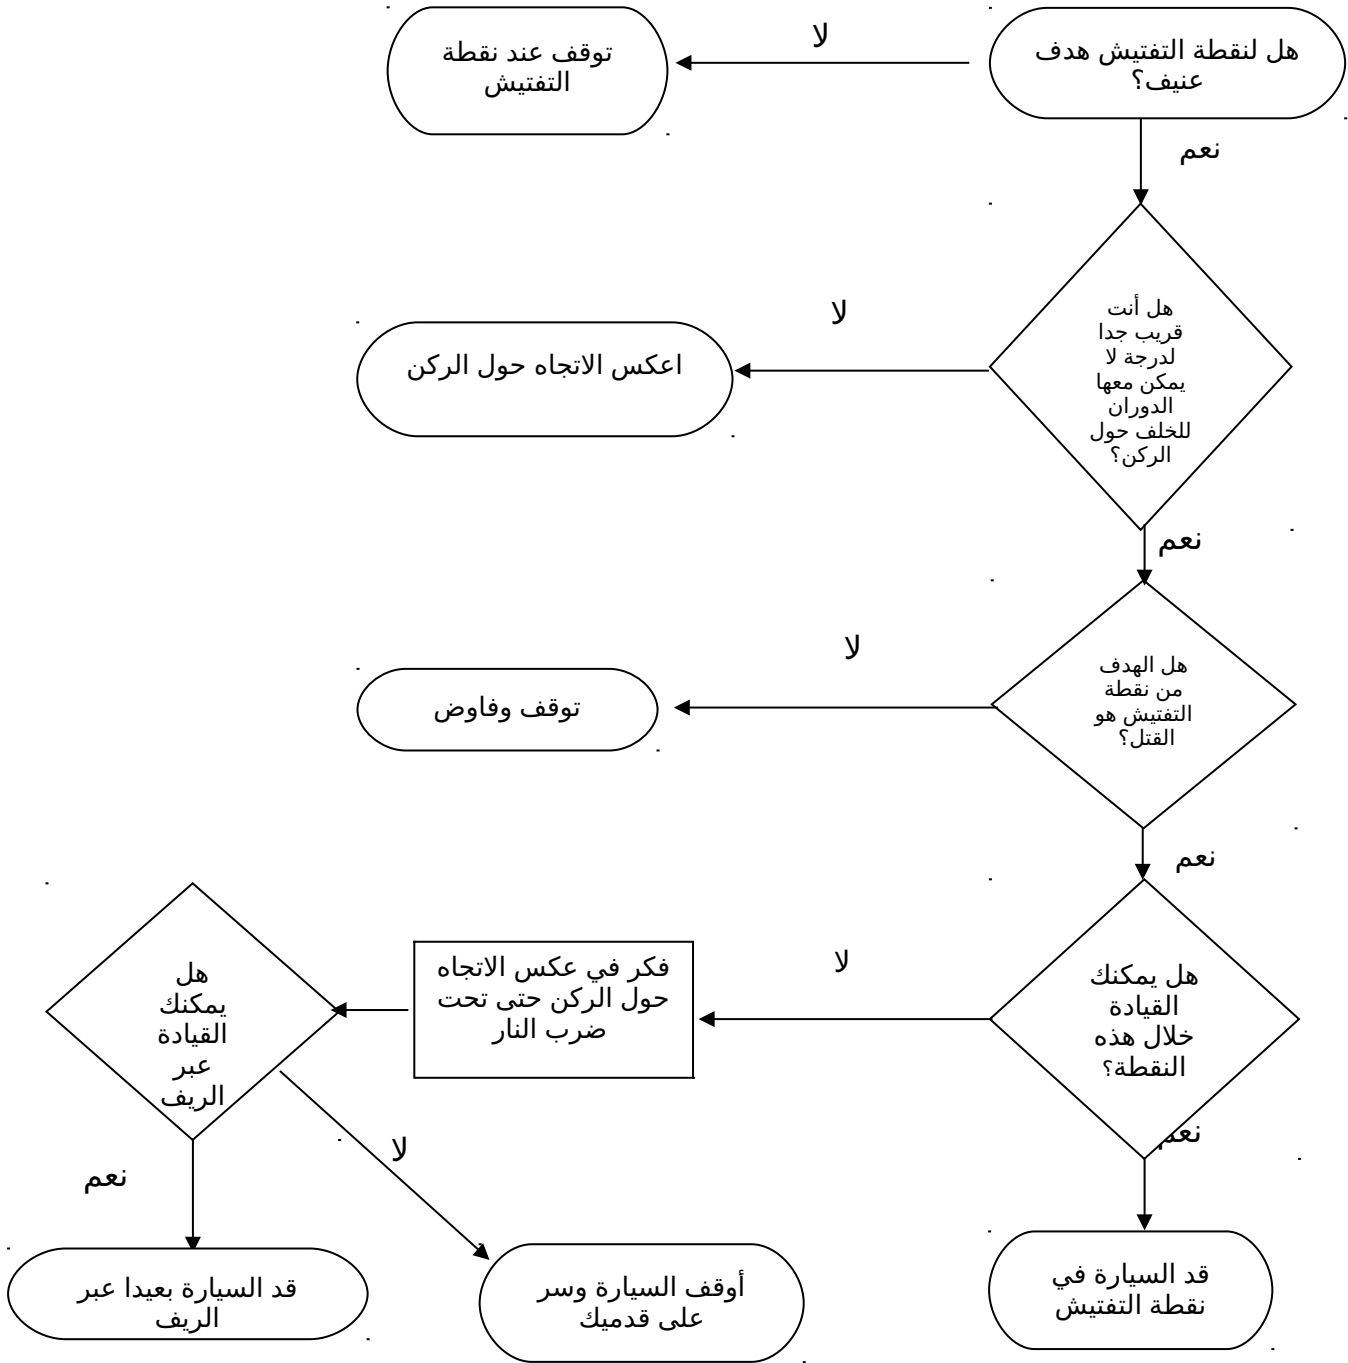 هل لنقطة التفتيش هدف
عنيف؟
لا
توقف عند نقطة
التفتيش
نعم
هل أنت
قريب جدا
لدرجة لا
يمكن معها
الدوران
للخلف حول
الركن؟
لا
اعكس الاتجاه حول الركن
نعم
هل الهدف
من نقطة
التفتيش هو
القتل؟
لا
توقف وفاوض
نعم
هل يمكنك
القيادة
خلال هذه
النقطة؟
لا
فكر في عكس الاتجاه
حول الركن حتى تحت
ضرب النار
هل
يمكنك
القيادة
عبر
الريف
نعم
لا
نعم
قد السيارة في
نقطة التفتيش
أوقف السيارة وسر
على قدميك
قد السيارة بعيدا عبر
الريف